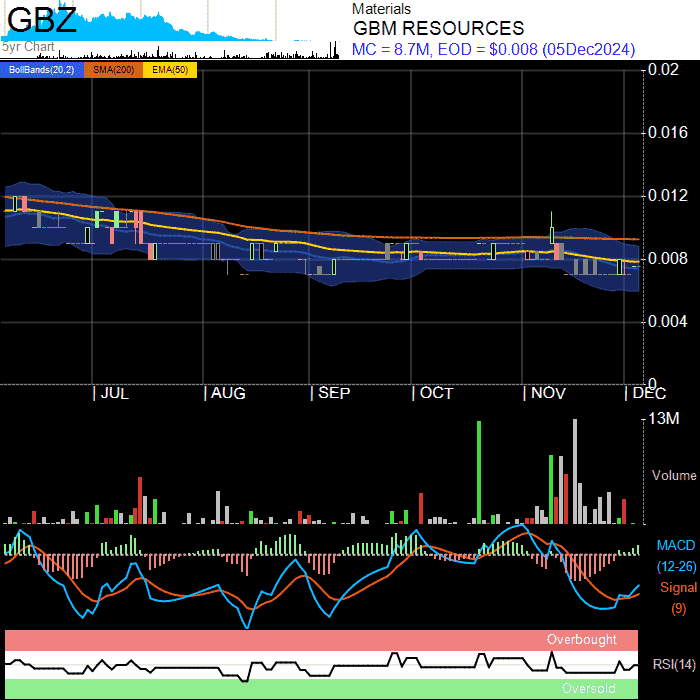 GBZ
5yr Chart
Materials
GBM RESOURCES
MC = 8.7M, EOD = $0.008 (05Dec2024)
BollBands(20,2) SMA(200) EMA(50)
0.02
0.016
0.012
0.008
0.004
0
| JUL | AUG | SEP | OCT | NOV | DEC
13M
Volume
MACD
(12-26)
Signal
(9)
Overbought
RSI(14)
Oversold